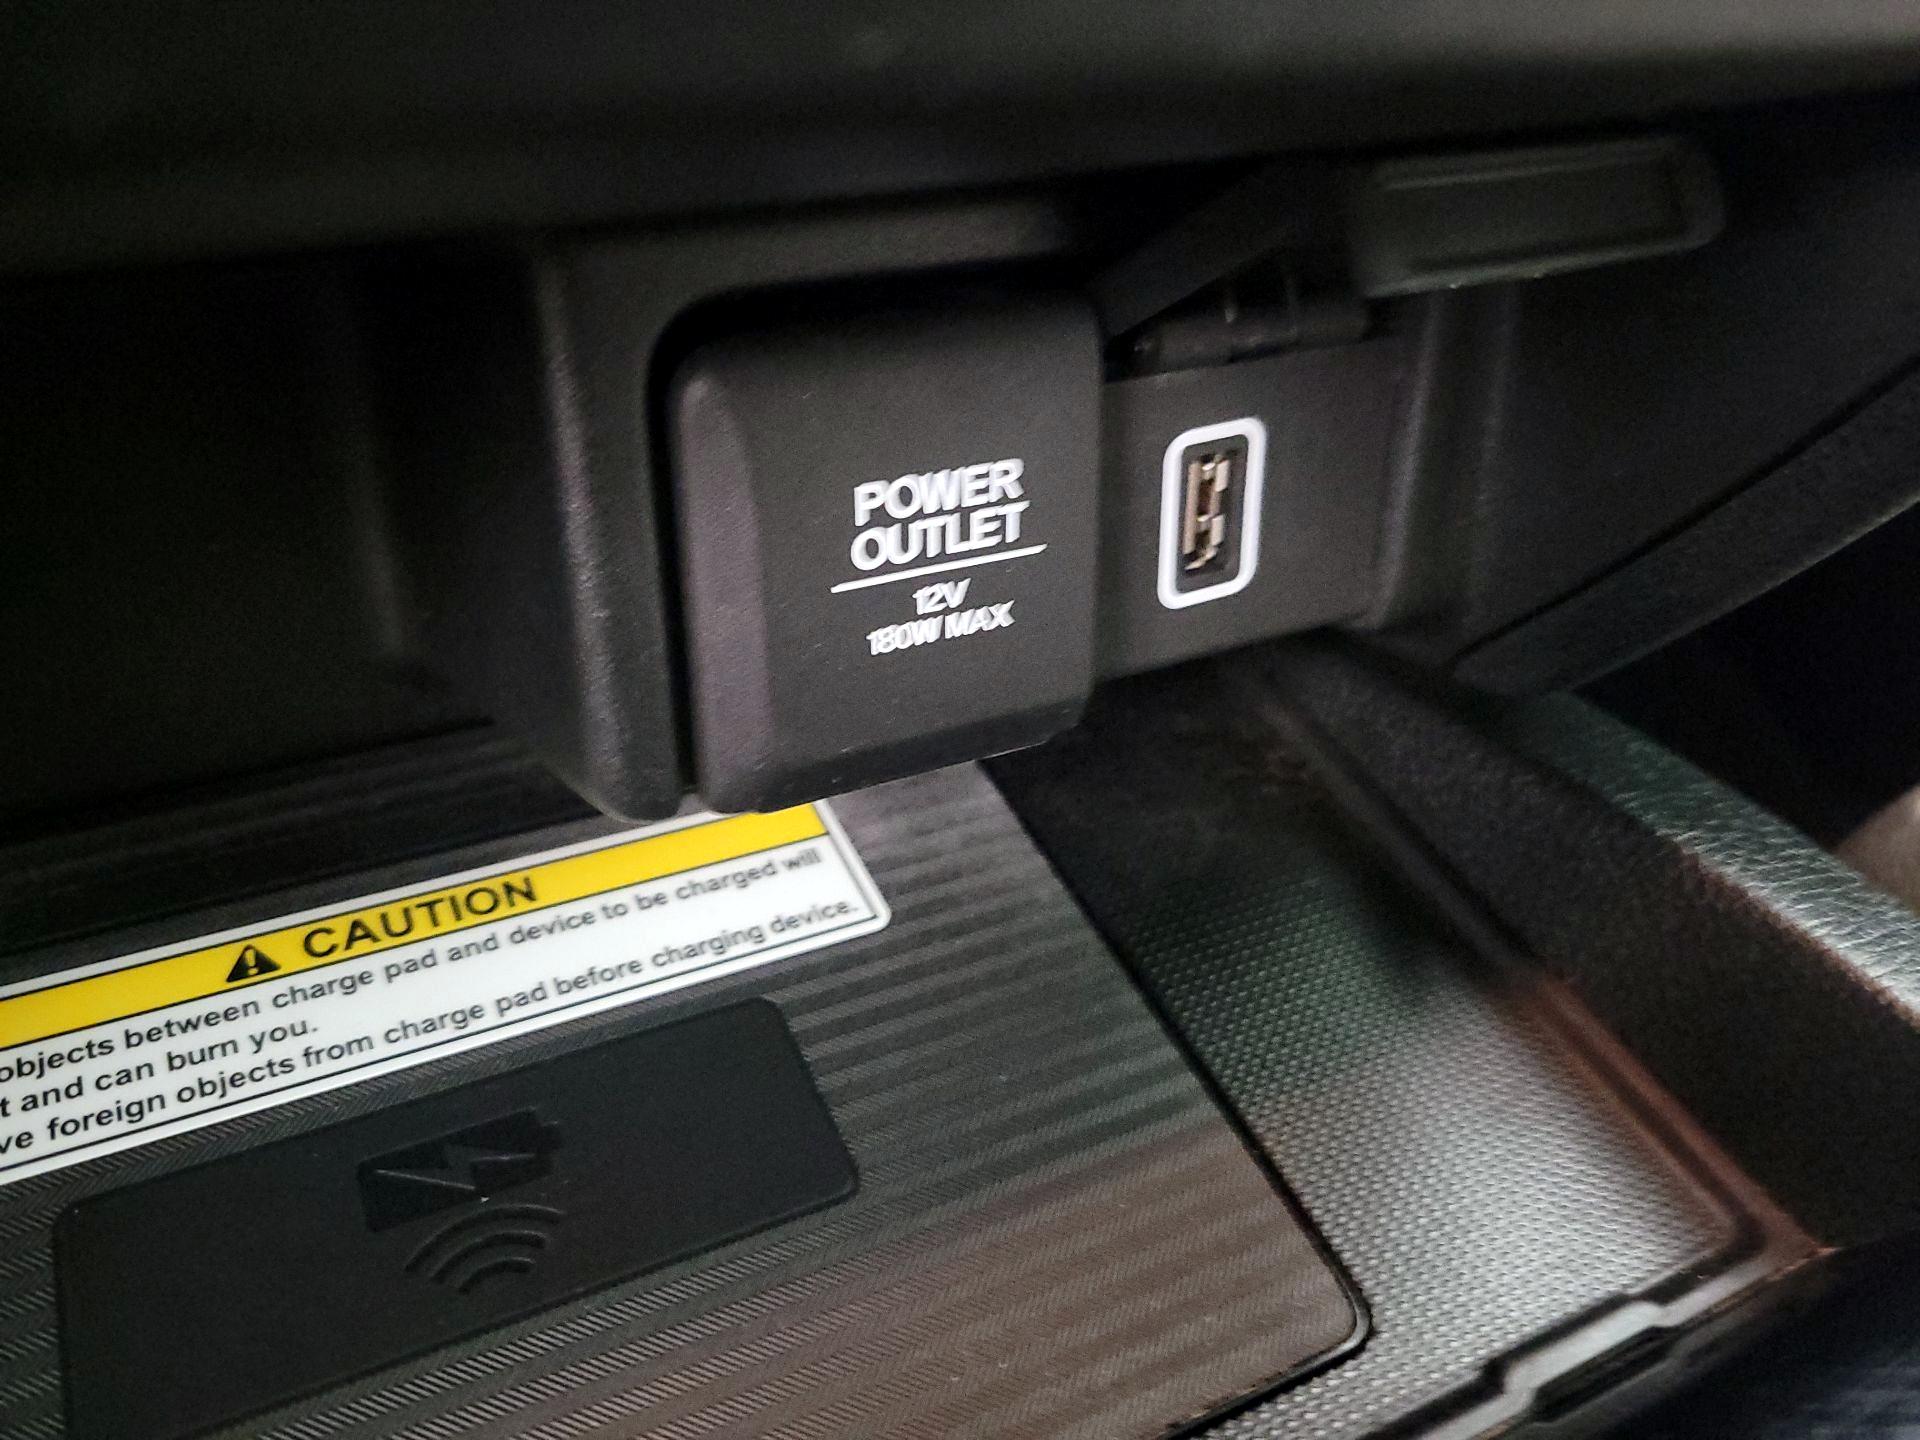 POWER
OUTLET
12V
180W MAX
CAUTION
objects between charge pad and device to be charged will
and can burn you.
foreign objects from charge pad before charging device.